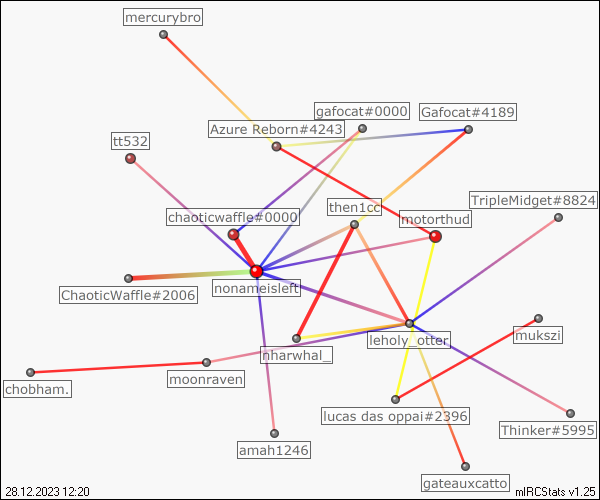 mercurybro
gafocat#0000
Gafocat#4189
Azure Reborn#4243
tt532
TripleMidget#8824
then1cc
chaoticwaffle#0000
motorthud
nonameisleft
ChaoticWaffle#2006
leholy_otter
mukszi
nharwhal_
moonraven
chobham.
lucas das oppai#2396
Thinker#5995
amah1246
gateauxcatto
28.12.2023 12:20
mIRCStats v1.25